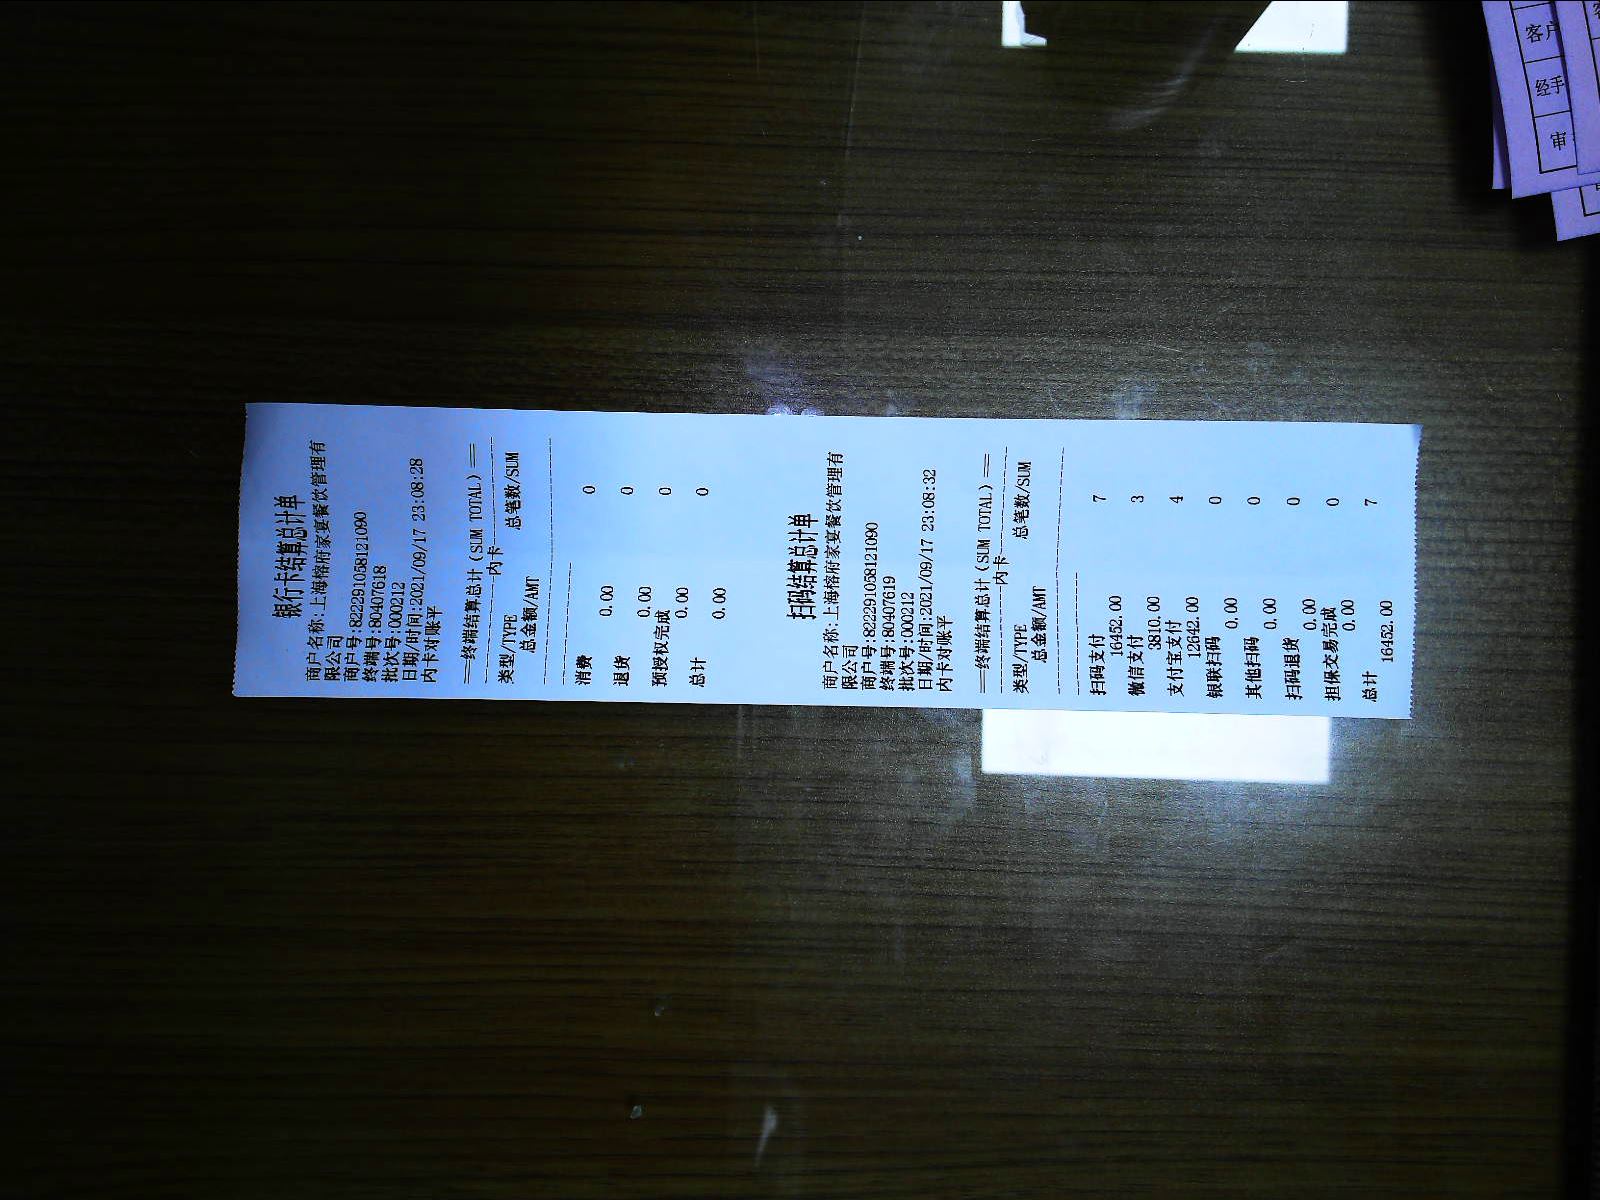 银行卡结算总计单
商户名称:上海榕府家宴餐饮管理有
限公司
商户号:822291058121090
终端号:80407618
批次号:000212
日期/时间:2021/09/17 23:08:28
内卡对账平
==终端结算总计(SUM TOTAL)==
内卡
类型/TYPE 总笔数/SUM
总金额/AMT
消费 0
0.00
退货 0
0.00
预授权完成 0
0.00
总计 0
0.00
扫码结算总计单
商户名称:上海榕府家宴餐饮管理有
限公司
商户号:822291058121090
终端号:80407619
批次号:000212
日期/时间:2021/09/17 23:08:32
内卡对账平
==终端结算总计(SUM TOTAL)==
内卡
类型/TYPE 总笔数/SUM
总金额/AMT
扫码支付 7
16452.00
微信支付 3
3810.00
支付宝支付 4
12642.00
银联扫码 0
0.00
其他扫码 0
0.00
扫码退货 0
0.00
担保交易完成 0
0.00
总计 7
16452.00
客户
经手
审